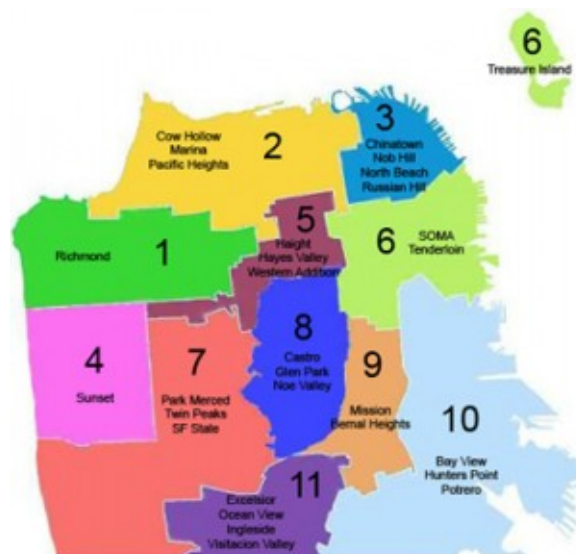 6
Treasure Island
3
Chinatown
Nob Hill
North Beach
Russian Hill
2
Cow Hollow
Marina
Pacific Heights
5
Haight
Hayes Valley
Western Addition
1
Richmond
6
SOMA
Tenderloin
4
Sunset
7
Park Merced
Twin Peaks
SF State
8
Castro
Glen Park
Noe Valley
9
Mission
Bernal Heights
10
Bay View
Hunters Point
Potrero
11
Excelsior
Ocean View
Ingleside
Visitacion Valley